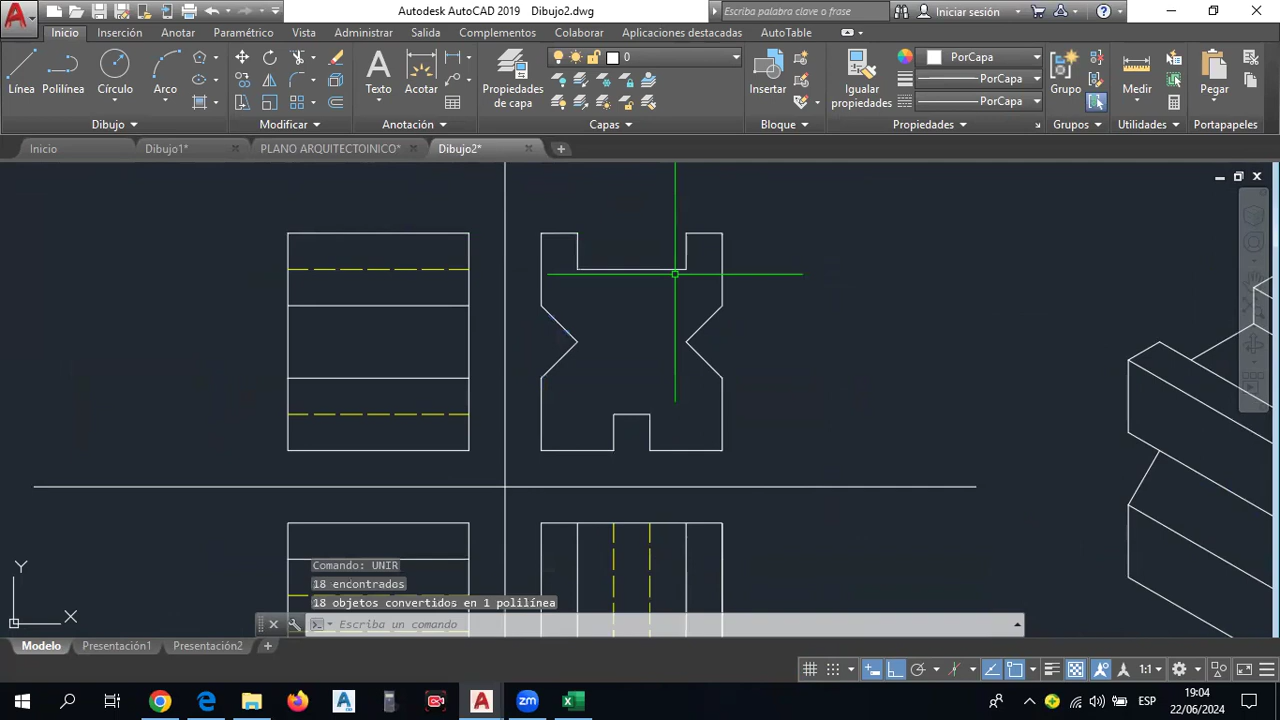 Autodesk AutoCAD 2019 Dibujo2.dwg
Escriba palabra clave o frase
Iniciar sesión
Inicio Inserción Anotar Paramétrico Vista Administrar Salida Complementos Colaborar Aplicaciones destacadas AutoTable
Línea Polilínea Círculo Arco
Texto Acotar
Propiedades de capa
0
Insertar
Igualar propiedades
PorCapa
PorCapa
PorCapa
Grupo
Medir
Pegar
Dibujo Modificar Anotación Capas Bloque Propiedades Grupos Utilidades Portapapeles
Inicio Dibujo1* PLANO ARQUITECTOINICO* Dibujo2*
Y
X
Comando: UNIR
18 encontrados
18 objetos convertidos en 1 polilínea
Escriba un comando
Modelo Presentación1 Presentación2
1:1
ESP
19:04
22/06/2024